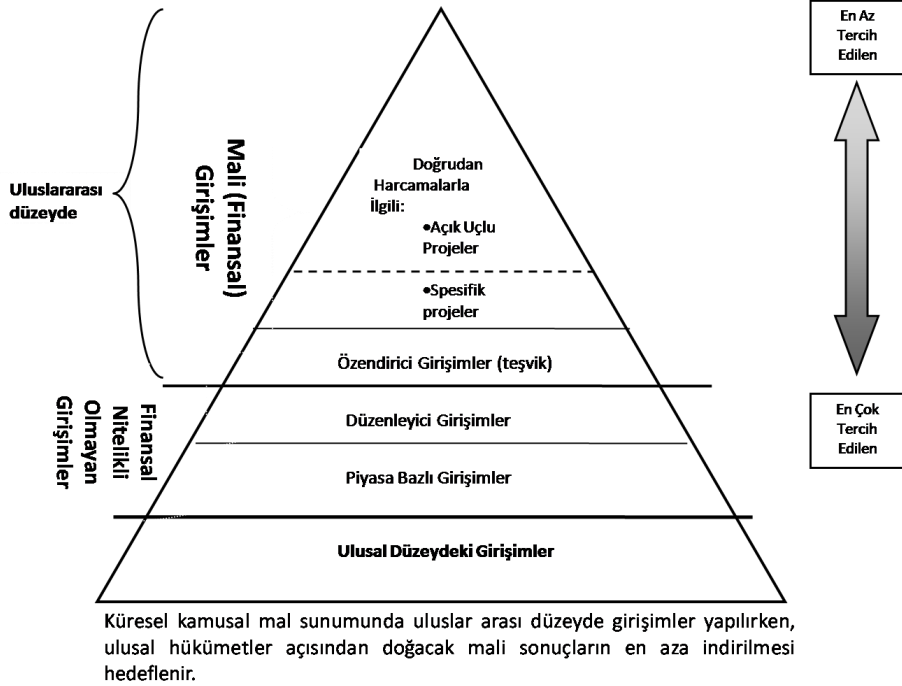 En Az
Tercih
Edilen
Uluslararası
düzeyde
Mali (Finansal)
Girişimler
Doğrudan
Harcamalarla
İlgili:
•Açık Uçlu
Projeler
•Spesifik
projeler
Özendirici Girişimler (teşvik)
Finansal
Nitelikli
Olmayan
Girişimler
Düzenleyici Girişimler
Piyasa Bazlı Girişimler
En Çok
Tercih
Edilen
Ulusal Düzeydeki Girişimler
Küresel kamusal mal sunumunda uluslar arası düzeyde girişimler yapılırken,
ulusal hükümetler açısından doğacak mali sonuçların en aza indirilmesi
hedeflenir.